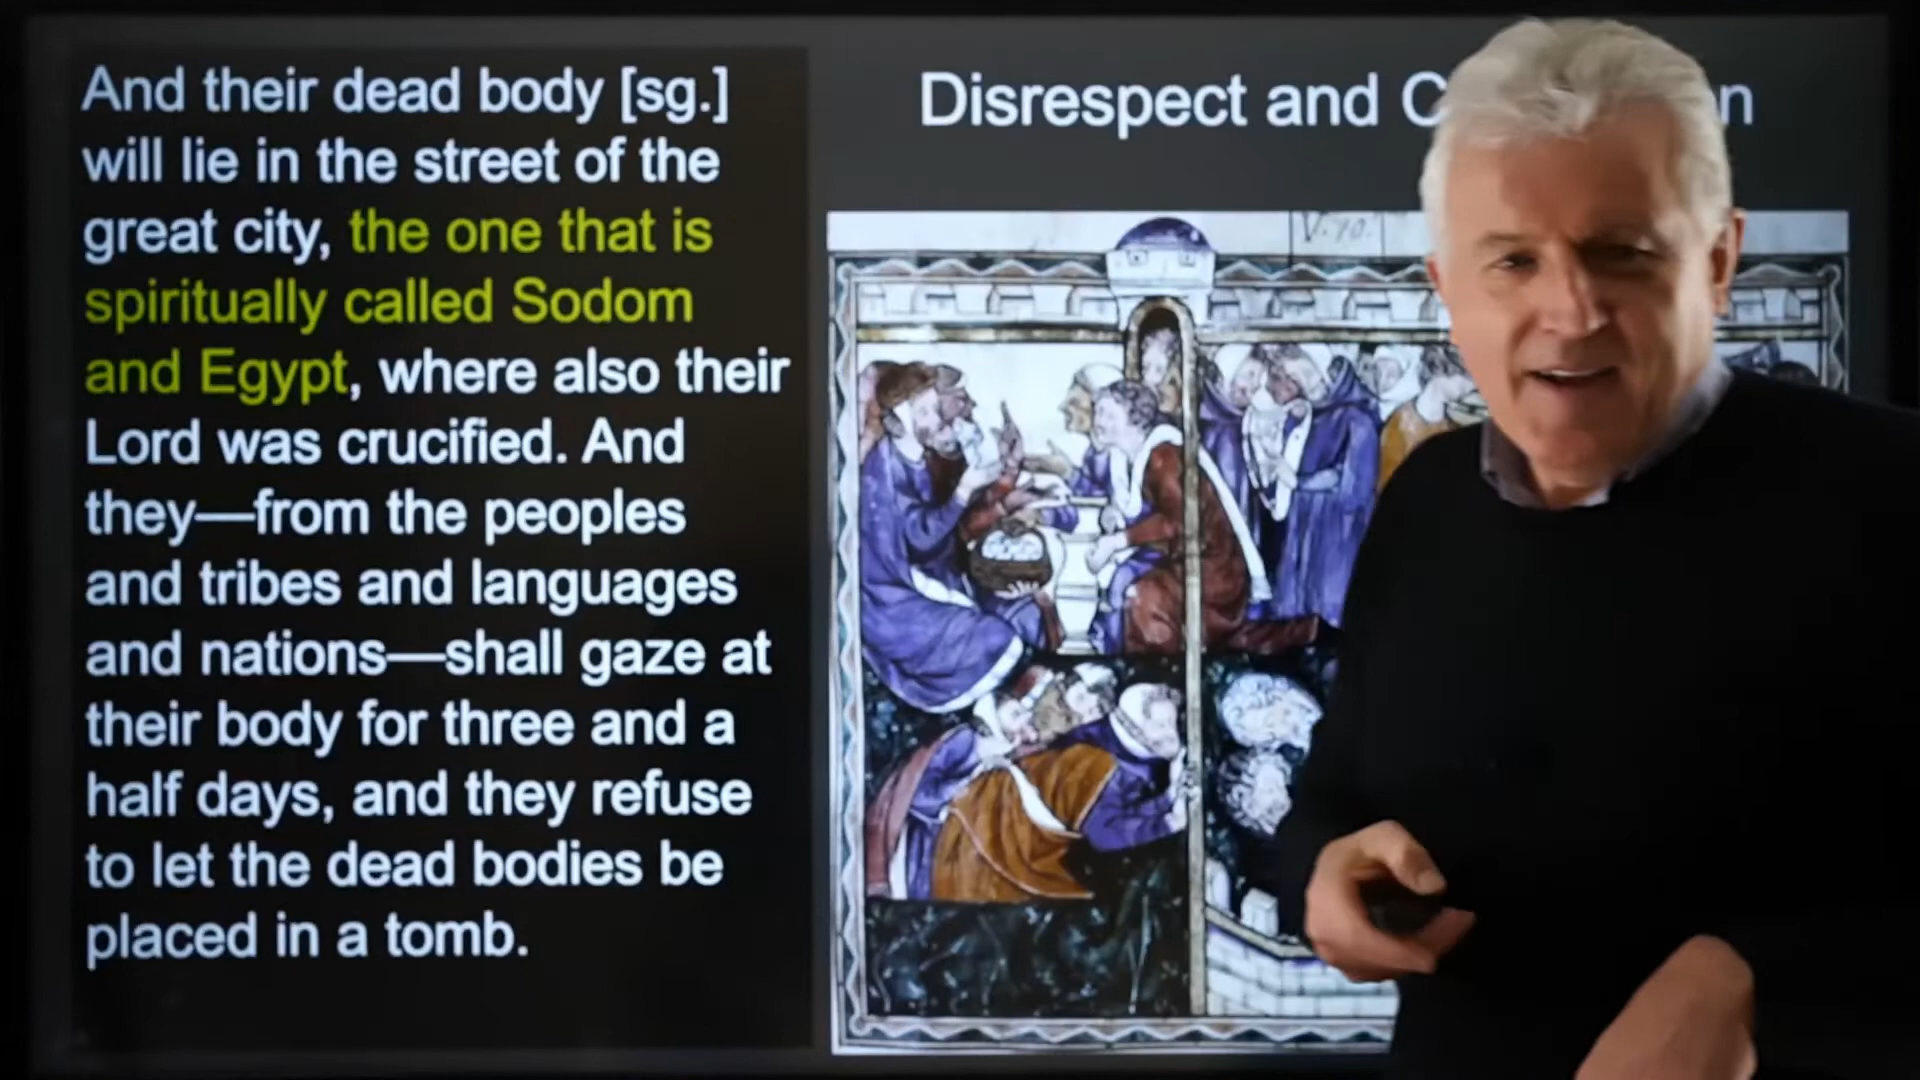 And their dead body [sg.]
will lie in the street of the
great city, the one that is
spiritually called Sodom
and Egypt, where also their
Lord was crucified. And
they—from the peoples
and tribes and languages
and nations—shall gaze at
their body for three and a
half days, and they refuse
to let the dead bodies be
placed in a tomb.
Disrespect and